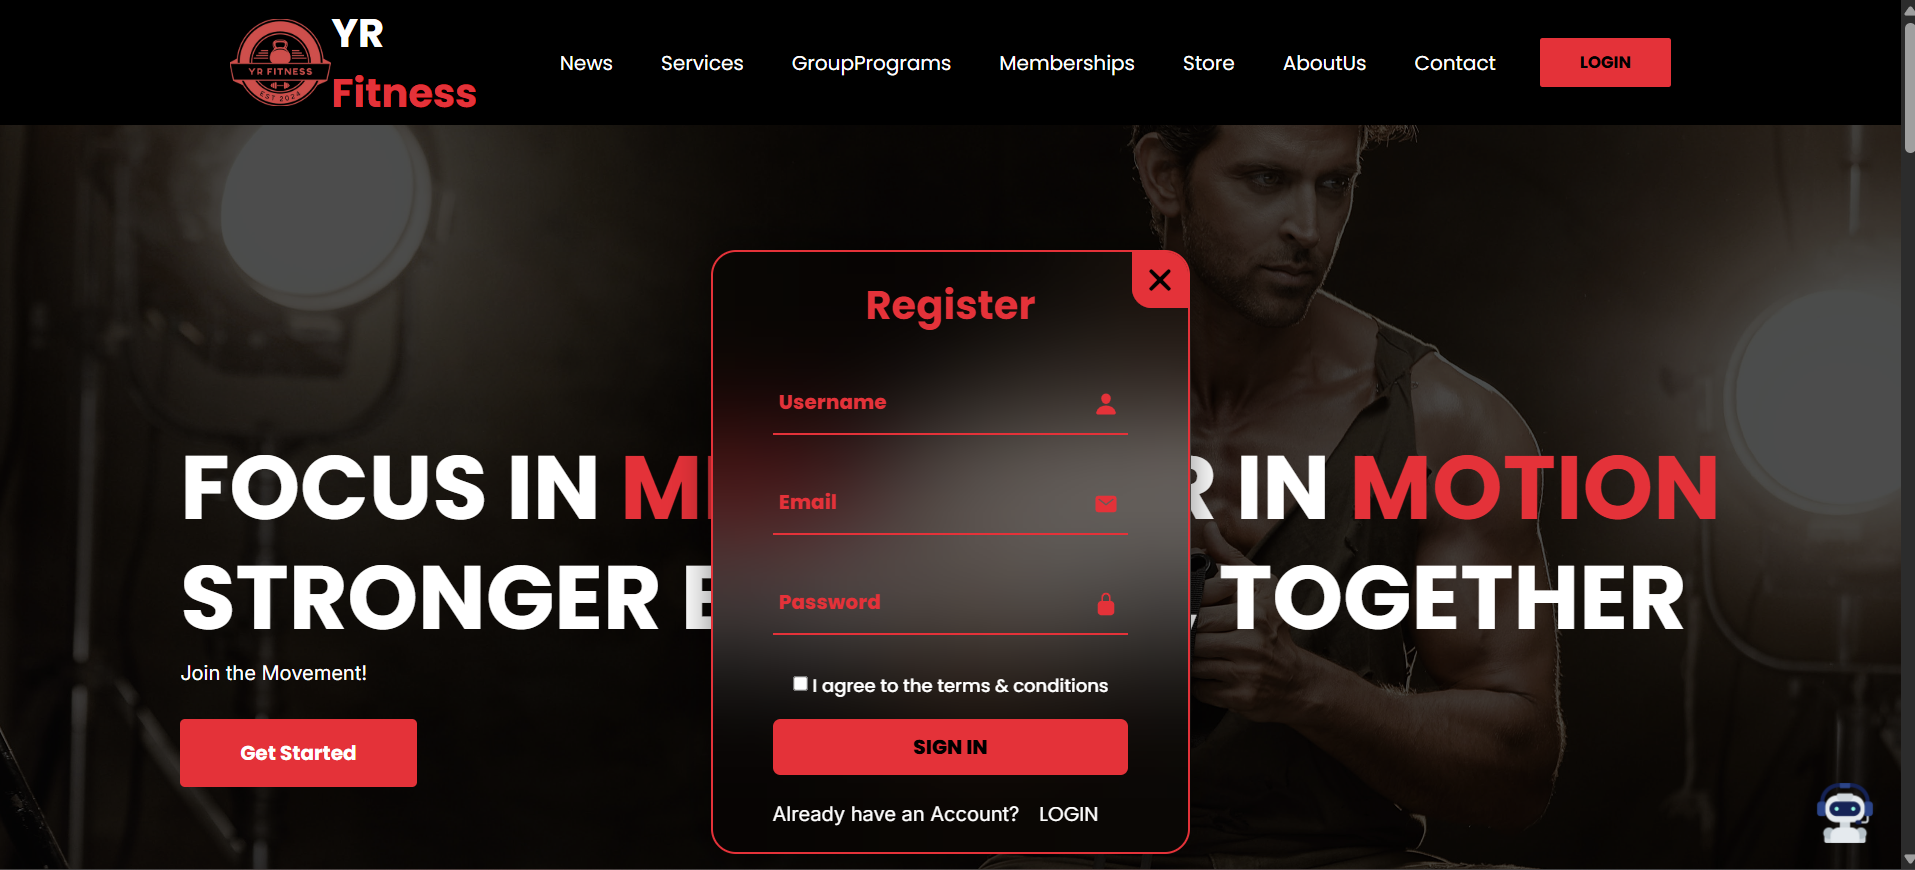 YR
Fitness
YR FITNESS
EST 2024
News
Services
GroupPrograms
Memberships
Store
AboutUs
Contact
LOGIN
Register
Username
Email
Password
I agree to the terms & conditions
SIGN IN
Already have an Account? LOGIN
FOCUS IN IN MOTION
STRONGER TOGETHER
Join the Movement!
Get Started